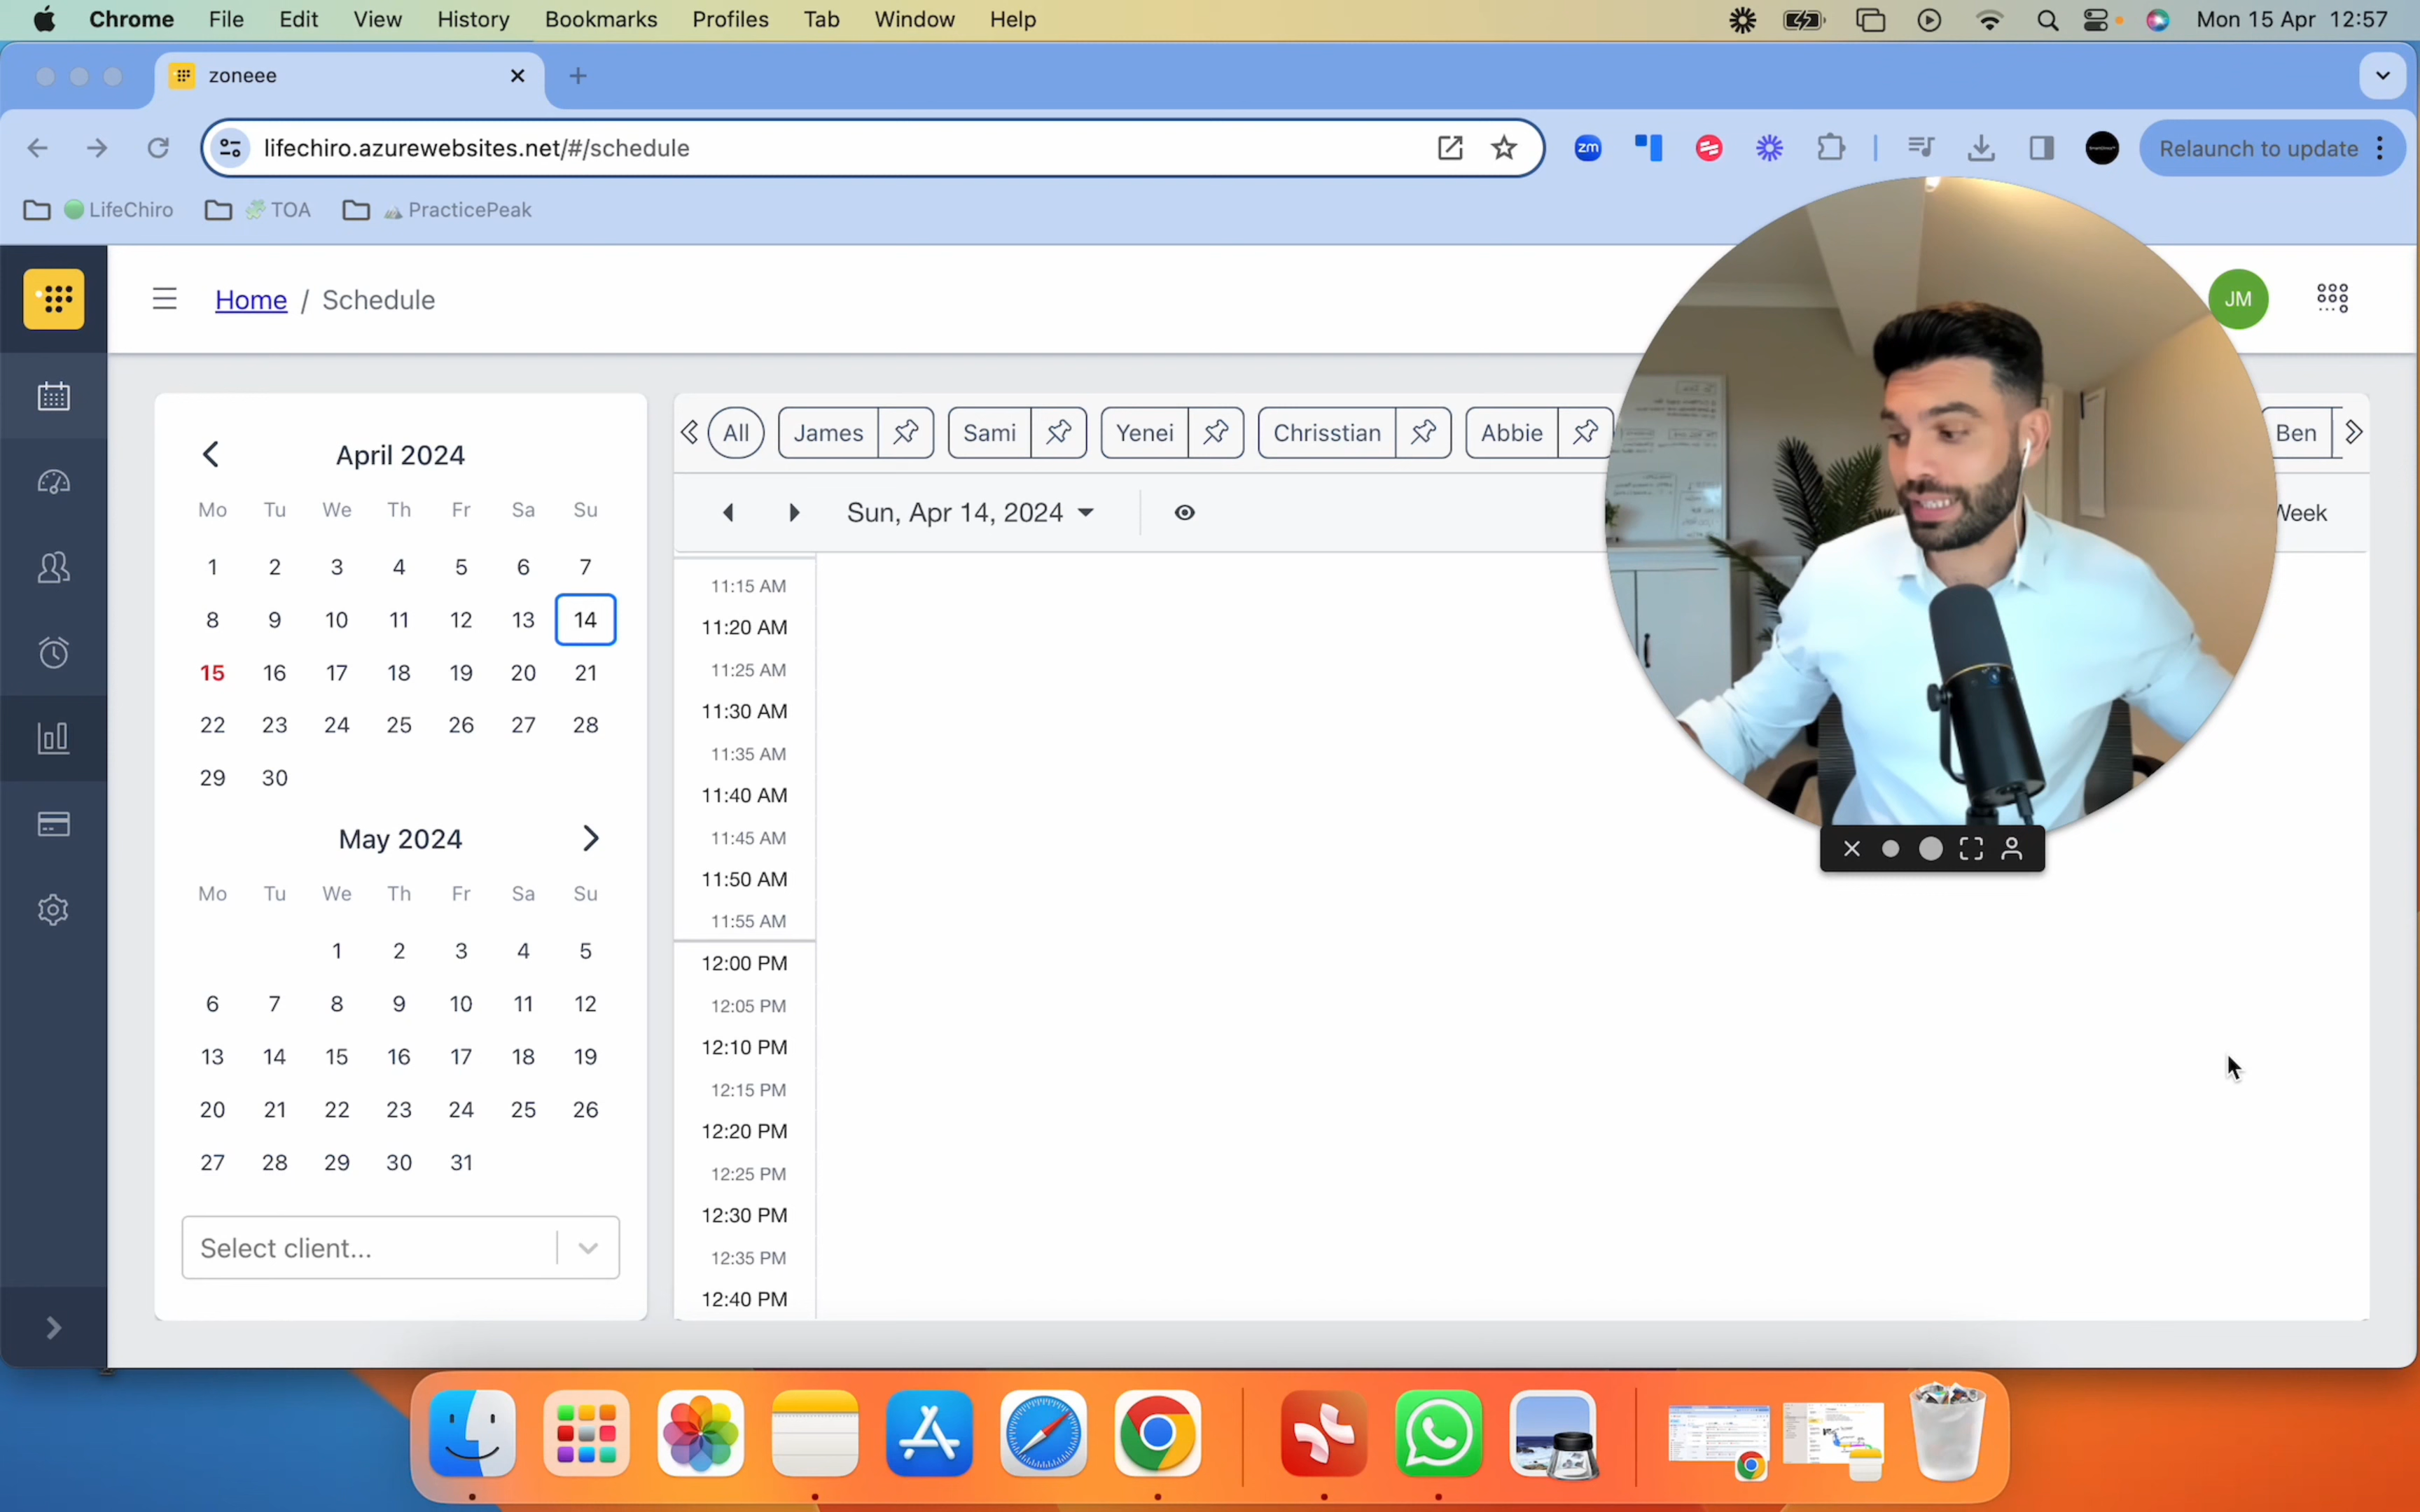 Chrome File Edit View History Bookmarks Profiles Tab Window Help Mon 15 Apr 12:57
zoneee
lifechiro.azurewebsites.net/#/schedule
zm
Relaunch to update
LifeChiro TOA PracticePeak
Home / Schedule
JM
April 2024
Mo Tu We Th Fr Sa Su
1 2 3 4 5 6 7
8 9 10 11 12 13 14
15 16 17 18 19 20 21
22 23 24 25 26 27 28
29 30
May 2024
Mo Tu We Th Fr Sa Su
1 2 3 4 5
6 7 8 9 10 11 12
13 14 15 16 17 18 19
20 21 22 23 24 25 26
27 28 29 30 31
Select client...
All James Sami Yenei Chrisstian Abbie Ben
Sun, Apr 14, 2024 Week
11:15 AM
11:20 AM
11:25 AM
11:30 AM
11:35 AM
11:40 AM
11:45 AM
11:50 AM
11:55 AM
12:00 PM
12:05 PM
12:10 PM
12:15 PM
12:20 PM
12:25 PM
12:30 PM
12:35 PM
12:40 PM